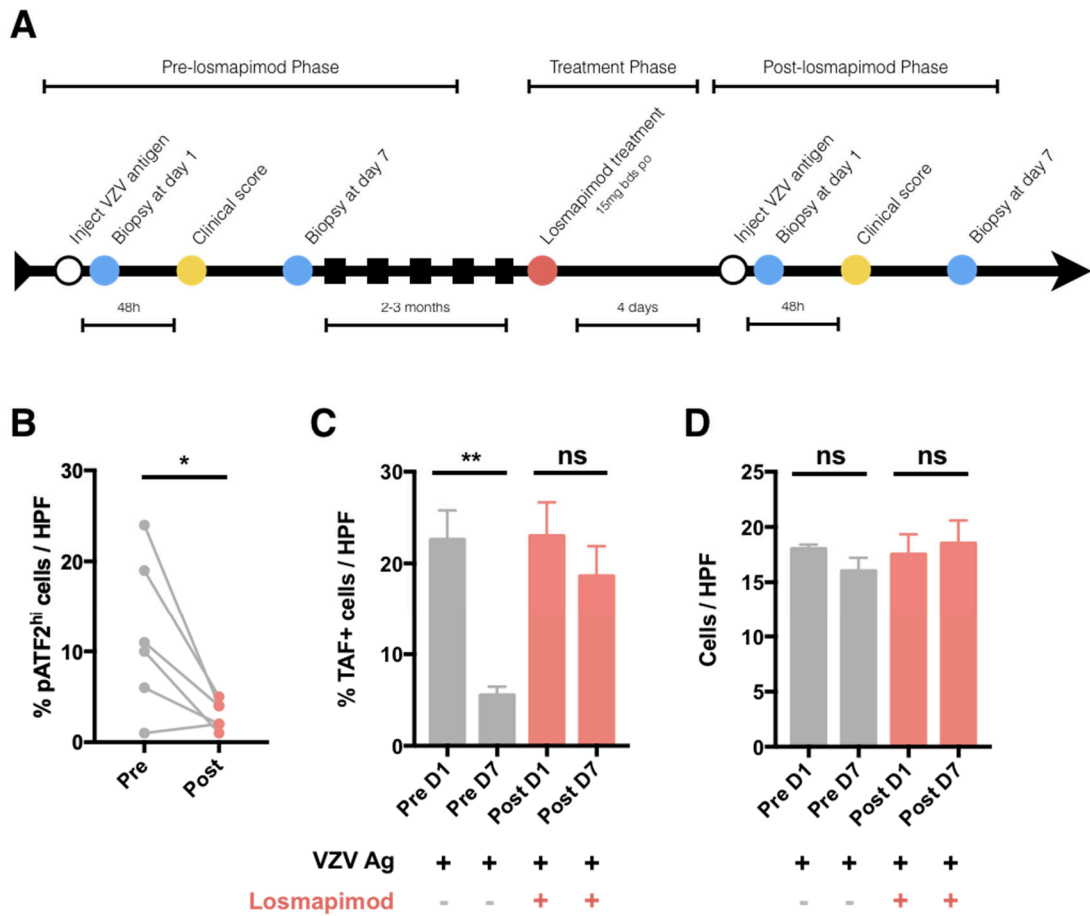 A
Pre-losmapimod Phase
Treatment Phase
Post-losmapimod Phase
Inject VZV antigen
Biopsy at day 1
Clinical score
Biopsy at day 7
Losmapimod treatment
15mg bds po
Inject VZV antigen
Biopsy at day 1
Clinical score
Biopsy at day 7
48h
2-3 months
4 days
48h
B
% pATF2hi cells / HPF
30
20
10
0
*
Pre
Post
C
% TAF+ cells / HPF
30
20
10
0
**
ns
Pre D1
Pre D7
Post D1
Post D7
D
Cells / HPF
25
20
15
10
5
0
ns
ns
Pre D1
Pre D7
Post D1
Post D7
VZV Ag + + + + + + + +
Losmapimod - - + + - - + +